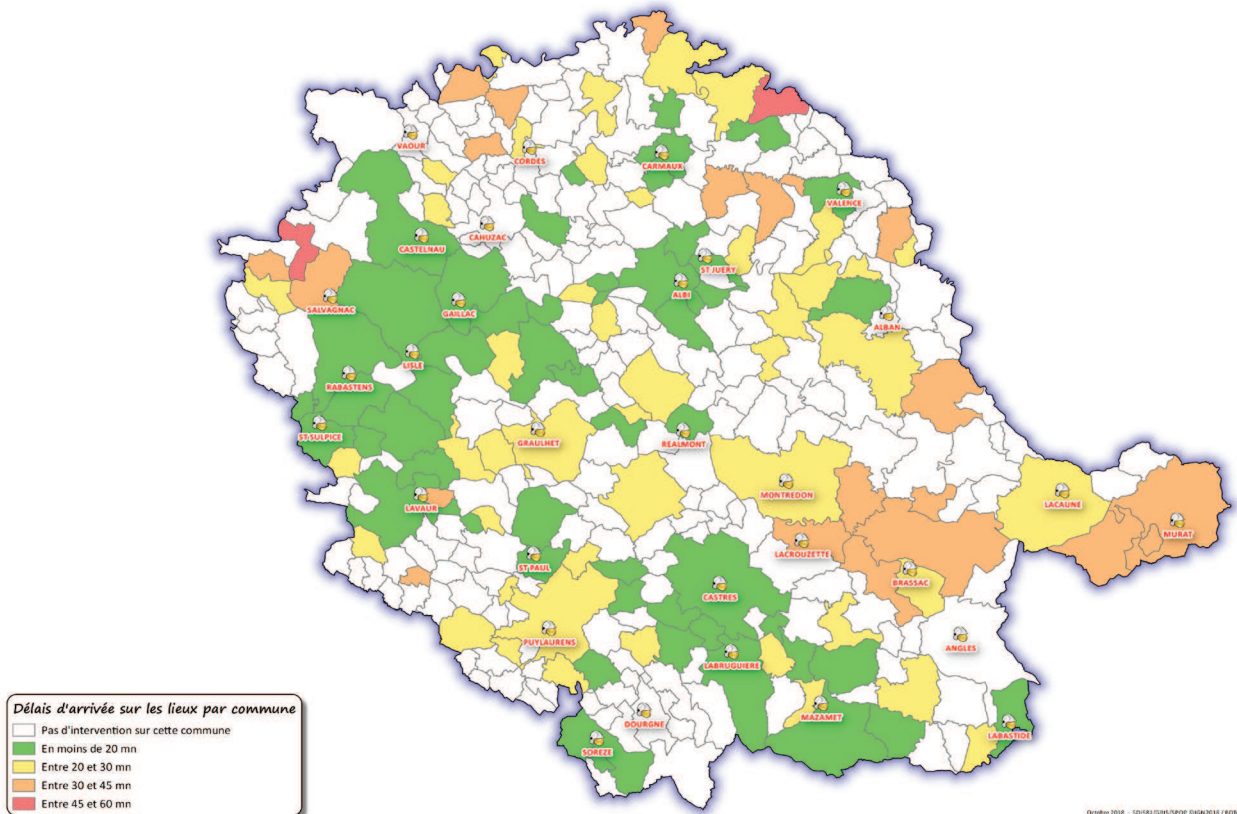 VAOUR
CORDES
CARMAUX
VALENCE
CASTELNAU
CAHUZAC
ST JUERY
ALBI
SALVAGNAC
GAILLAC
ALBAN
LISLE
RABASTENS
ST SULPICE
GRAULHET
REALMONT
LAVAUR
MONTREDON
LACAUNE
MURAT
LACROUZETTE
ST PAUL
BRASSAC
CASTRES
PUYLAURENS
ANGLES
LABRUGUIERE
DOURGNE
MAZAMET
LABASTIDE
SOREZE
Délais d'arrivée sur les lieux par commune
Pas d'intervention sur cette commune
En moins de 20 mn
Entre 20 et 30 mn
Entre 30 et 45 mn
Entre 45 et 60 mn
Octobre 2018